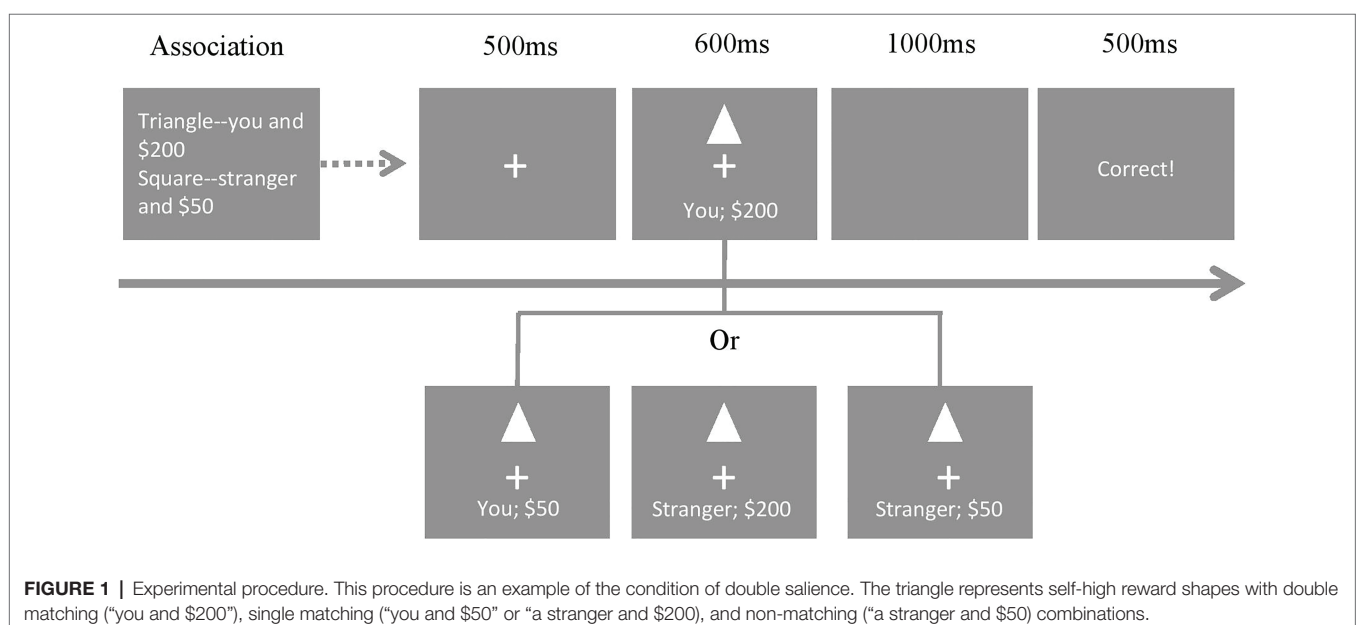 Association 500ms 600ms 1000ms 500ms
Triangle--you and
$200
Square--stranger
and $50
+
+
You; $200
Correct!
Or
+
You; $50
+
Stranger; $200
+
Stranger; $50
FIGURE 1 | Experimental procedure. This procedure is an example of the condition of double salience. The triangle represents self-high reward shapes with double
matching (“you and $200”), single matching (“you and $50” or “a stranger and $200), and non-matching (“a stranger and $50) combinations.